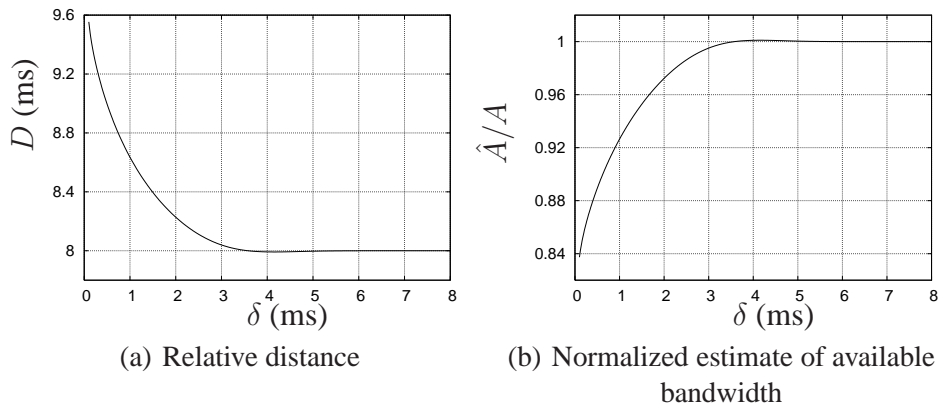 9.6
9.2
8.8
8.4
8
D (ms)
0 1 2 3 4 5 6 7 8
δ (ms)
(a) Relative distance
1
0.96
0.92
0.88
0.84
Â/A
0 1 2 3 4 5 6 7 8
δ (ms)
(b) Normalized estimate of available
bandwidth